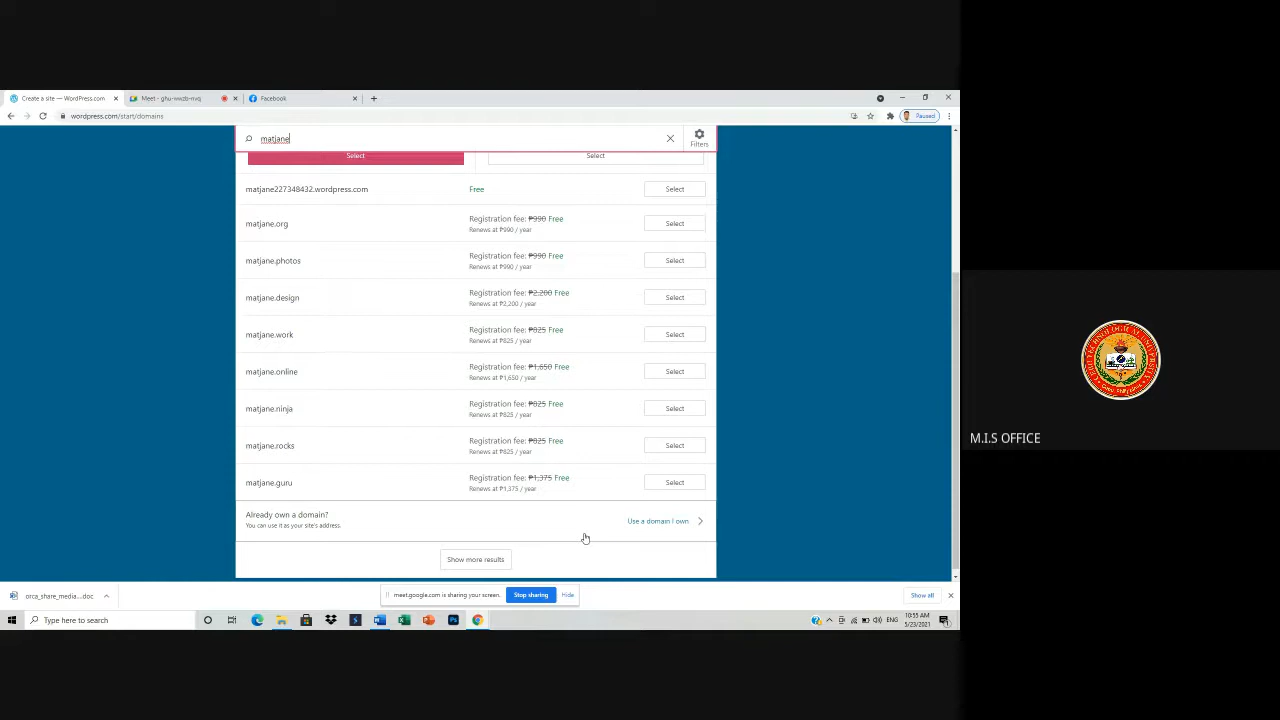 Create a site — WordPress.com
Meet - ghu-wwzb-nvq
Facebook
wordpress.com/start/domains
Paused
matjane
Filters
Select
Select
matjane227348432.wordpress.com Free Select
matjane.org Registration fee: ₱990 Free Select
Renews at ₱990 / year
matjane.photos Registration fee: ₱990 Free Select
Renews at ₱990 / year
matjane.design Registration fee: ₱2,200 Free Select
Renews at ₱2,200 / year
matjane.work Registration fee: ₱825 Free Select
Renews at ₱825 / year
matjane.online Registration fee: ₱1,650 Free Select
Renews at ₱1,650 / year
matjane.ninja Registration fee: ₱825 Free Select
Renews at ₱825 / year
matjane.rocks Registration fee: ₱825 Free Select
Renews at ₱825 / year
matjane.guru Registration fee: ₱1,375 Free Select
Renews at ₱1,375 / year
Already own a domain?
You can use it as your site's address.
Use a domain I own
Show more results
orca_share_media....doc
meet.google.com is sharing your screen.
Stop sharing
Hide
Show all
Type here to search
ENG
10:55 AM
5/23/2021
M.I.S OFFICE